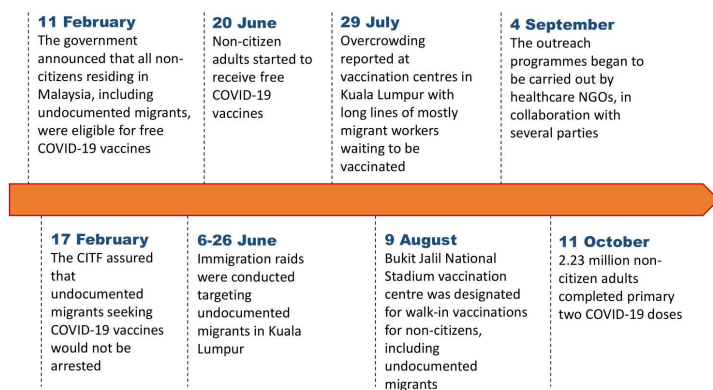 11 February
The government
announced that all non-
citizens residing in
Malaysia, including
undocumented migrants,
were eligible for free
COVID-19 vaccines
20 June
Non-citizen
adults started to
receive free
COVID-19
vaccines
29 July
Overcrowding
reported at
vaccination centres in
Kuala Lumpur with
long lines of mostly
migrant workers
waiting to be
vaccinated
4 September
The outreach
programmes began to
be carried out by
healthcare NGOs, in
collaboration with
several parties
17 February
The CITF assured
that
undocumented
migrants seeking
COVID-19 vaccines
would not be
arrested
6-26 June
Immigration raids
were conducted
targeting
undocumented
migrants in Kuala
Lumpur
9 August
Bukit Jalil National
Stadium vaccination
centre was designated
for walk-in vaccinations
for non-citizens,
including
undocumented
migrants
11 October
2.23 million non-
citizen adults
completed primary
two COVID-19 doses